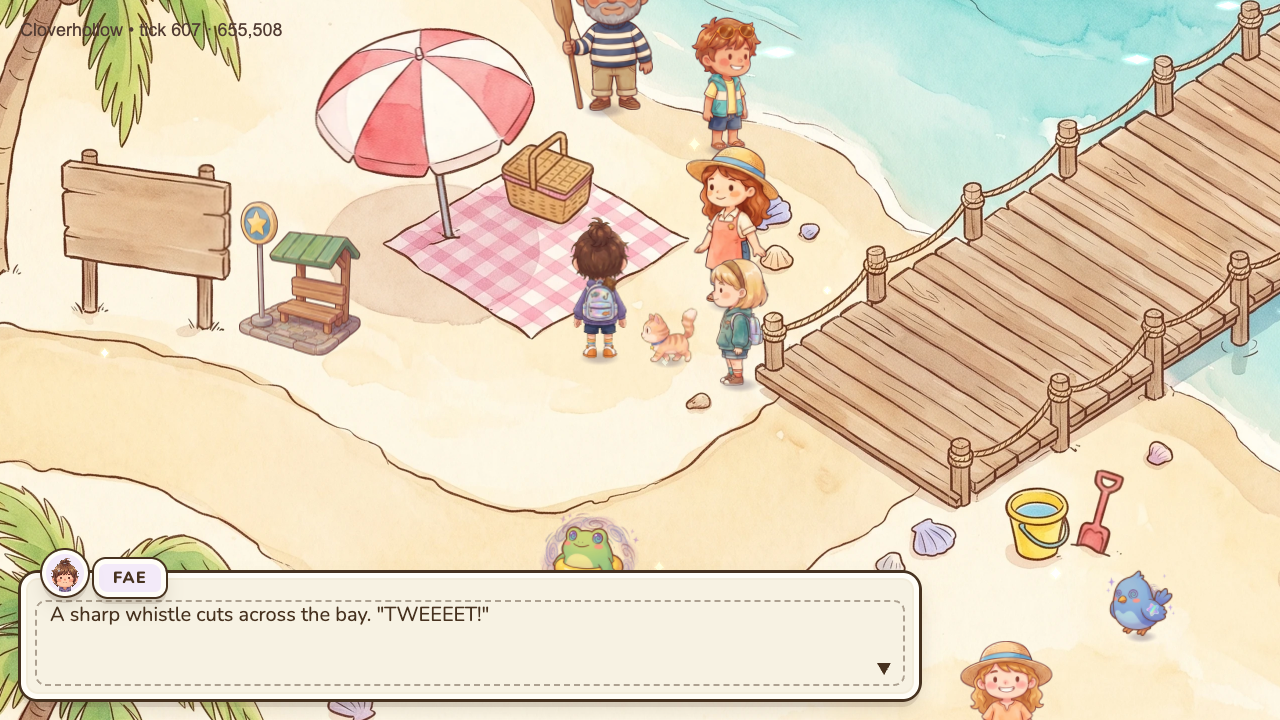 Cloverhollow • tick 607 · 655,508
FAE
A sharp whistle cuts across the bay. "TWEEEET!"